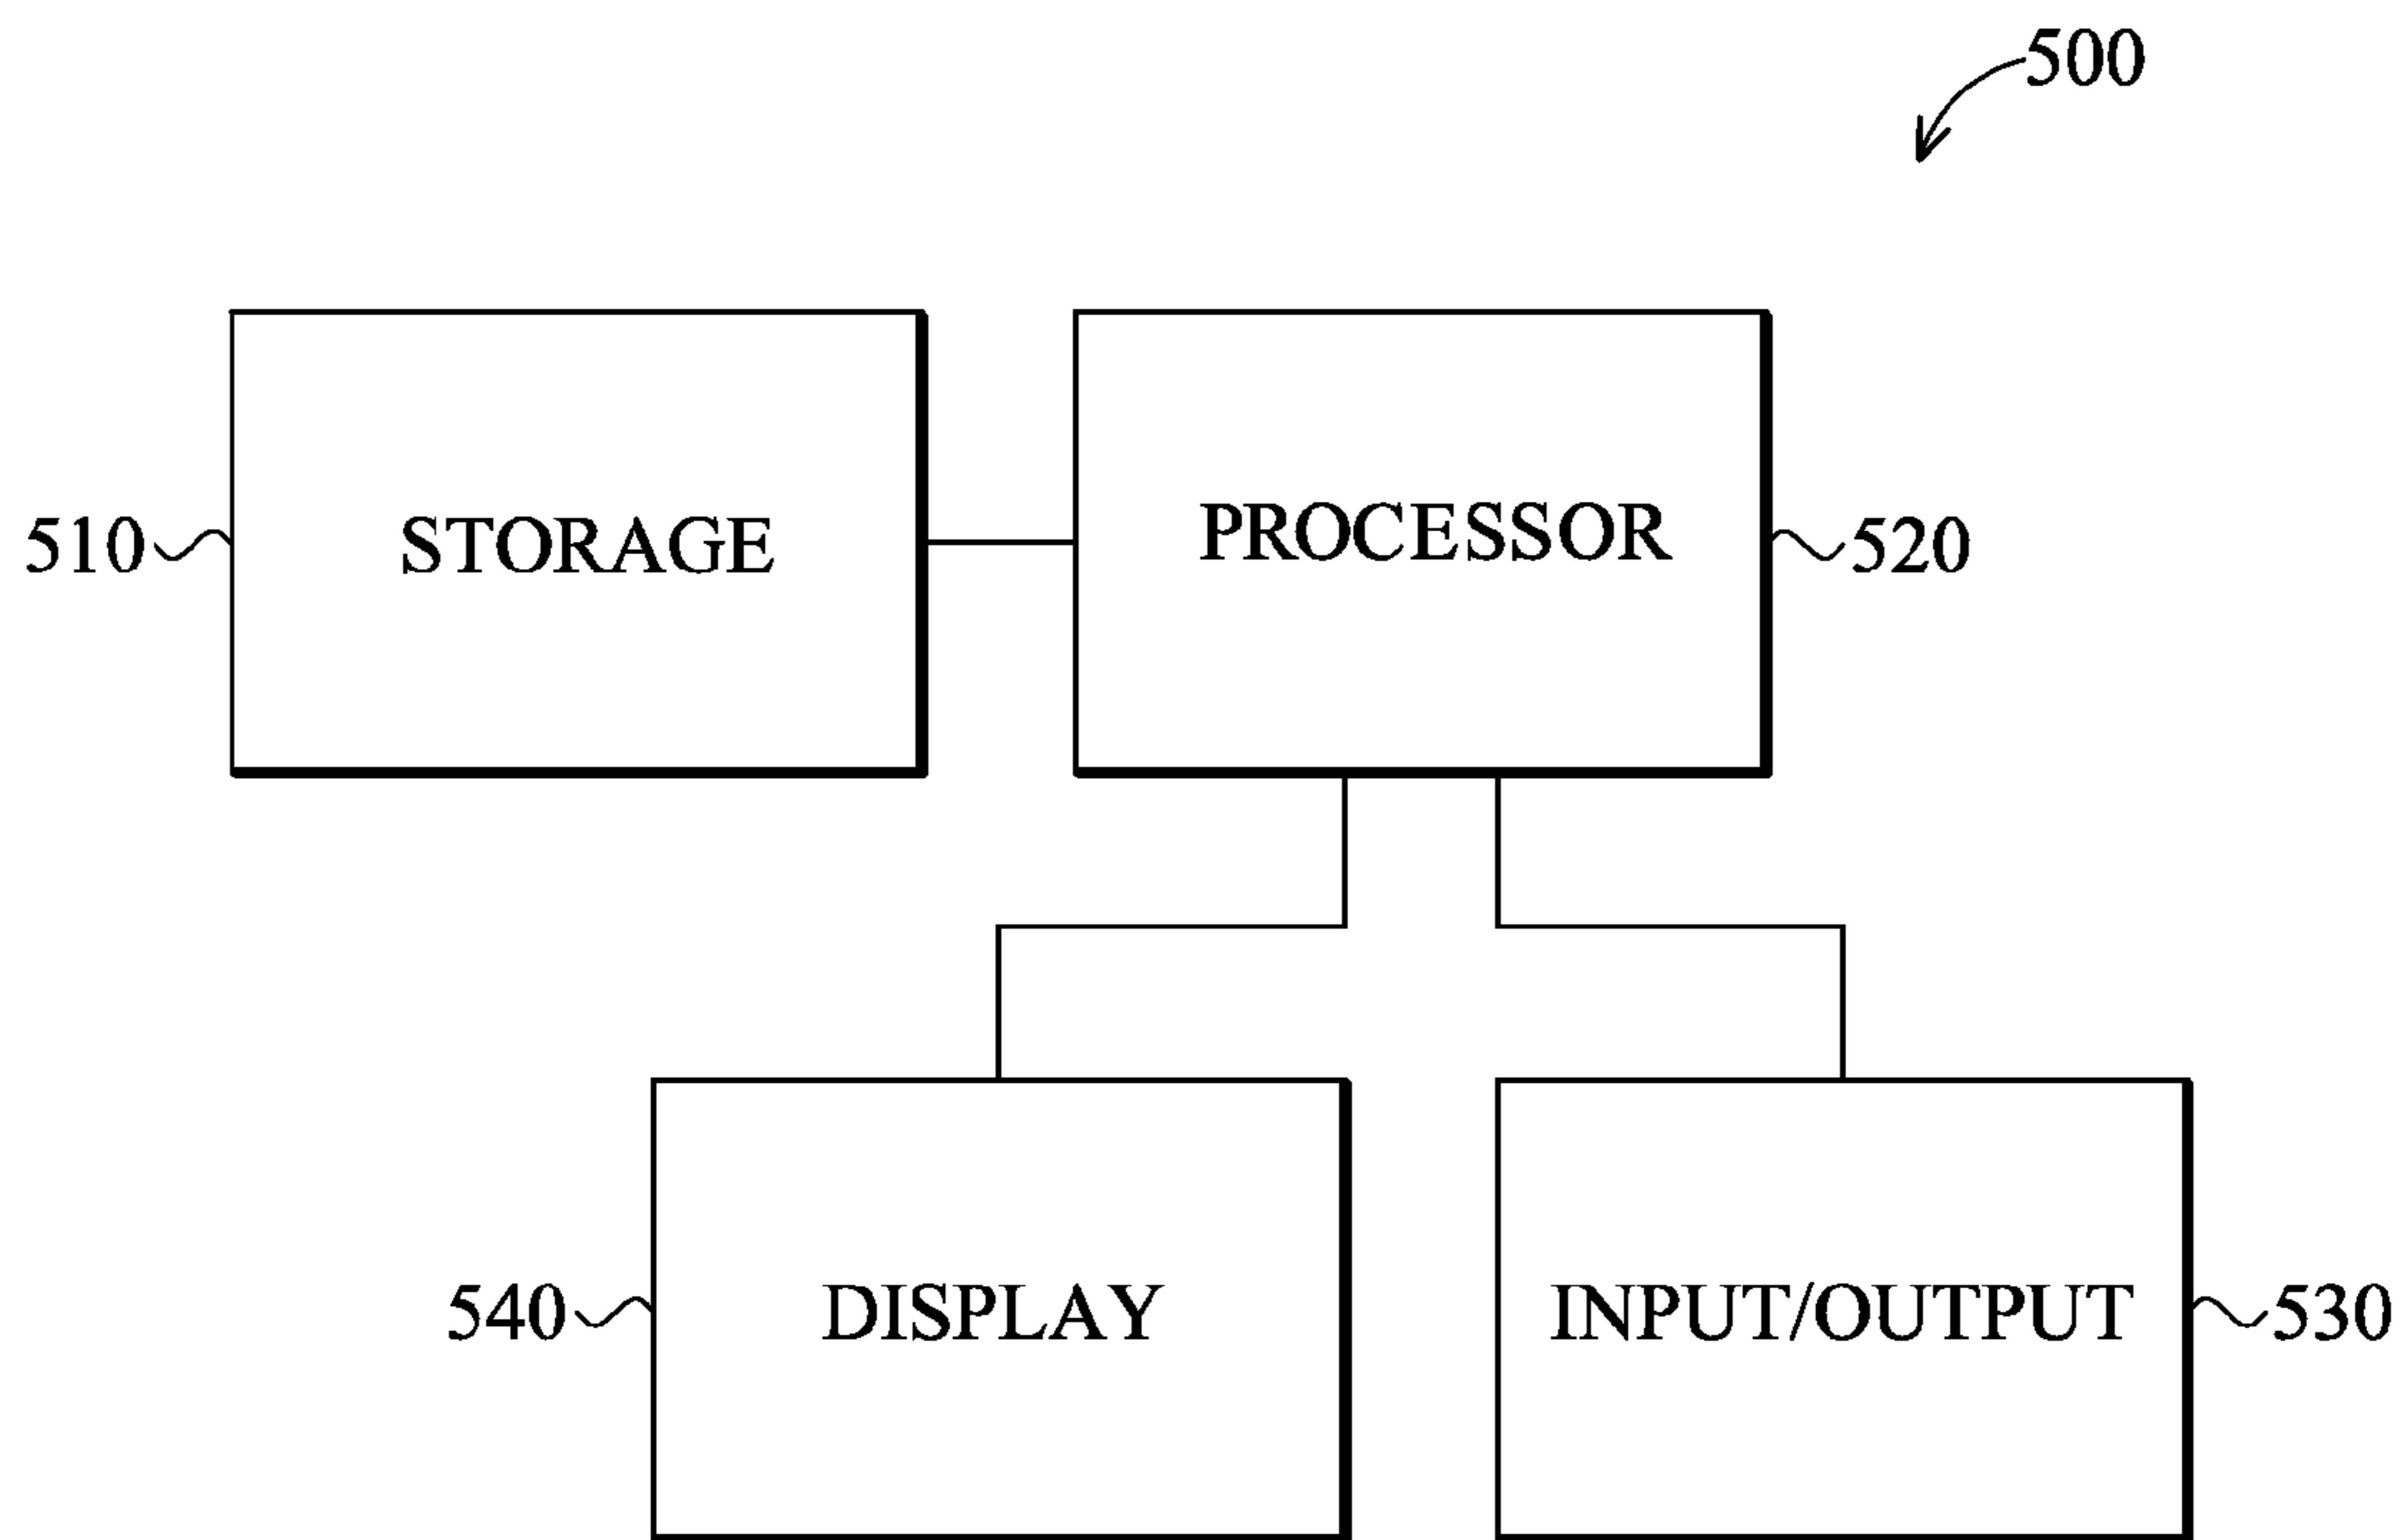 500
510
STORAGE
PROCESSOR
520
540
DISPLAY
INPUT/OUTPUT
530